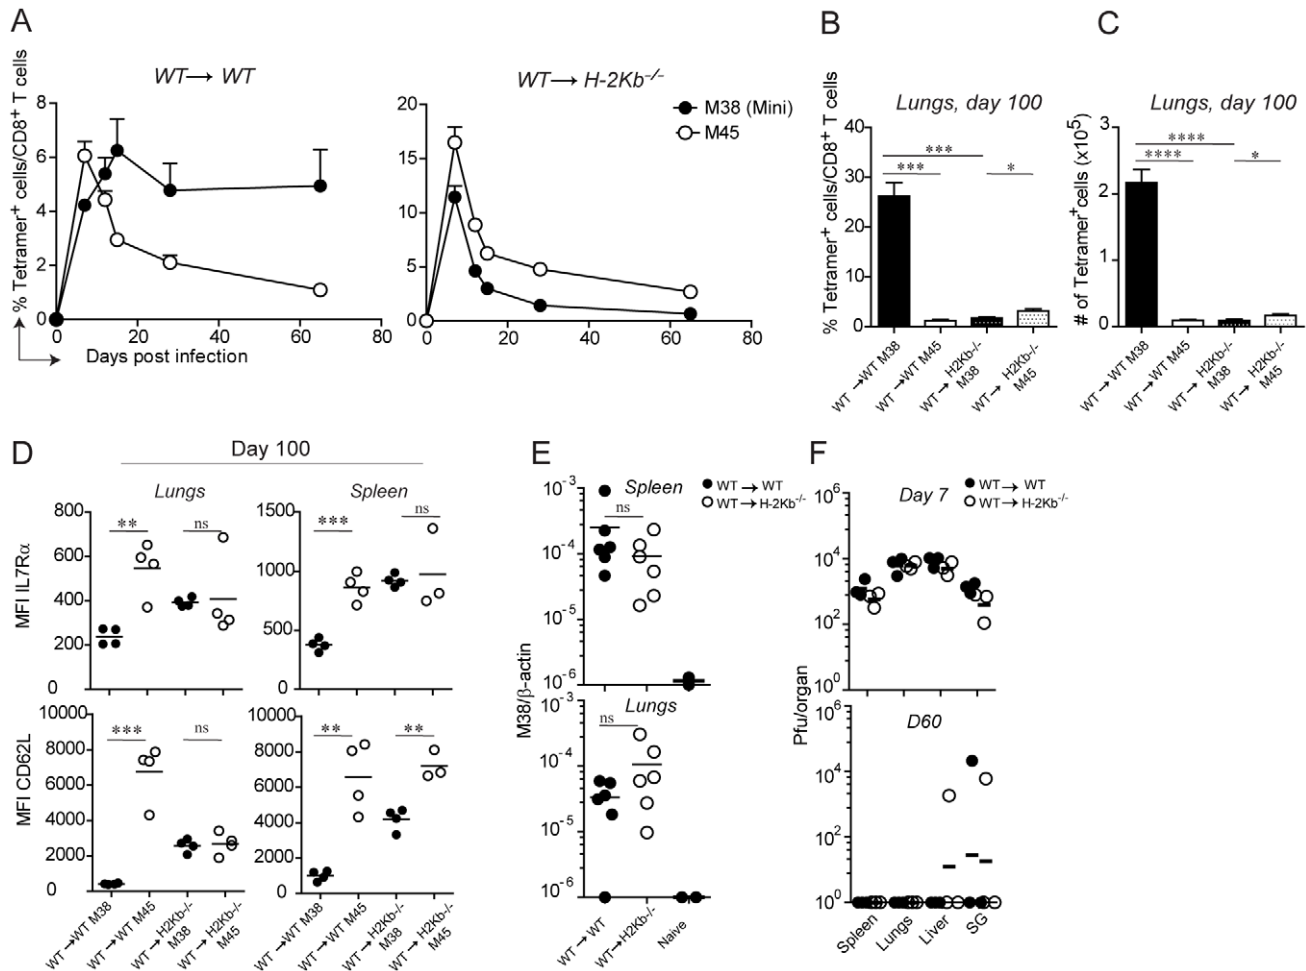 A
WT→ WT
% Tetramer⁺ cells/CD8⁺ T cells
8
6
4
2
0
0
20
40
60
80
Days post infection
WT→ H-2Kb⁻/⁻
20
15
10
5
0
0
20
40
60
80
M38 (Mini)
M45
B
Lungs, day 100
% Tetramer⁺ cells/CD8⁺ T cells
40
30
20
10
0
***
***
*
WT →WT M38
WT →WT M45
WT → H2Kb-/- M38
WT → H2Kb-/- M45
C
Lungs, day 100
# of Tetramer⁺cells (x10⁵)
3
2
1
0
****
****
*
WT →WT M38
WT →WT M45
WT → H2Kb-/- M38
WT → H2Kb-/- M45
D
Day 100
Lungs
MFI IL7Rα
800
600
400
200
0
**
ns
Spleen
1500
1000
500
0
***
ns
MFI CD62L
10000
8000
6000
4000
2000
0
***
ns
10000
8000
6000
4000
2000
0
**
**
WT →WT M38
WT →WT M45
WT →H2Kb-/- M38
WT → H2Kb-/- M45
WT →WT M38
WT →WT M45
WT →H2Kb-/- M38
WT → H2Kb-/- M45
E
WT → WT
WT →H-2Kb⁻/⁻
M38/β-actin
Spleen
10⁻³
10⁻⁴
10⁻⁵
10⁻⁶
ns
Lungs
10⁻³
10⁻⁴
10⁻⁵
10⁻⁶
ns
WT →WT
WT→H2Kb-/-
Naive
F
WT → WT
WT →H-2Kb⁻/⁻
Pfu/organ
Day 7
10⁶
10⁴
10²
10⁰
D60
10⁶
10⁴
10²
10⁰
Spleen
Lungs
Liver
SG